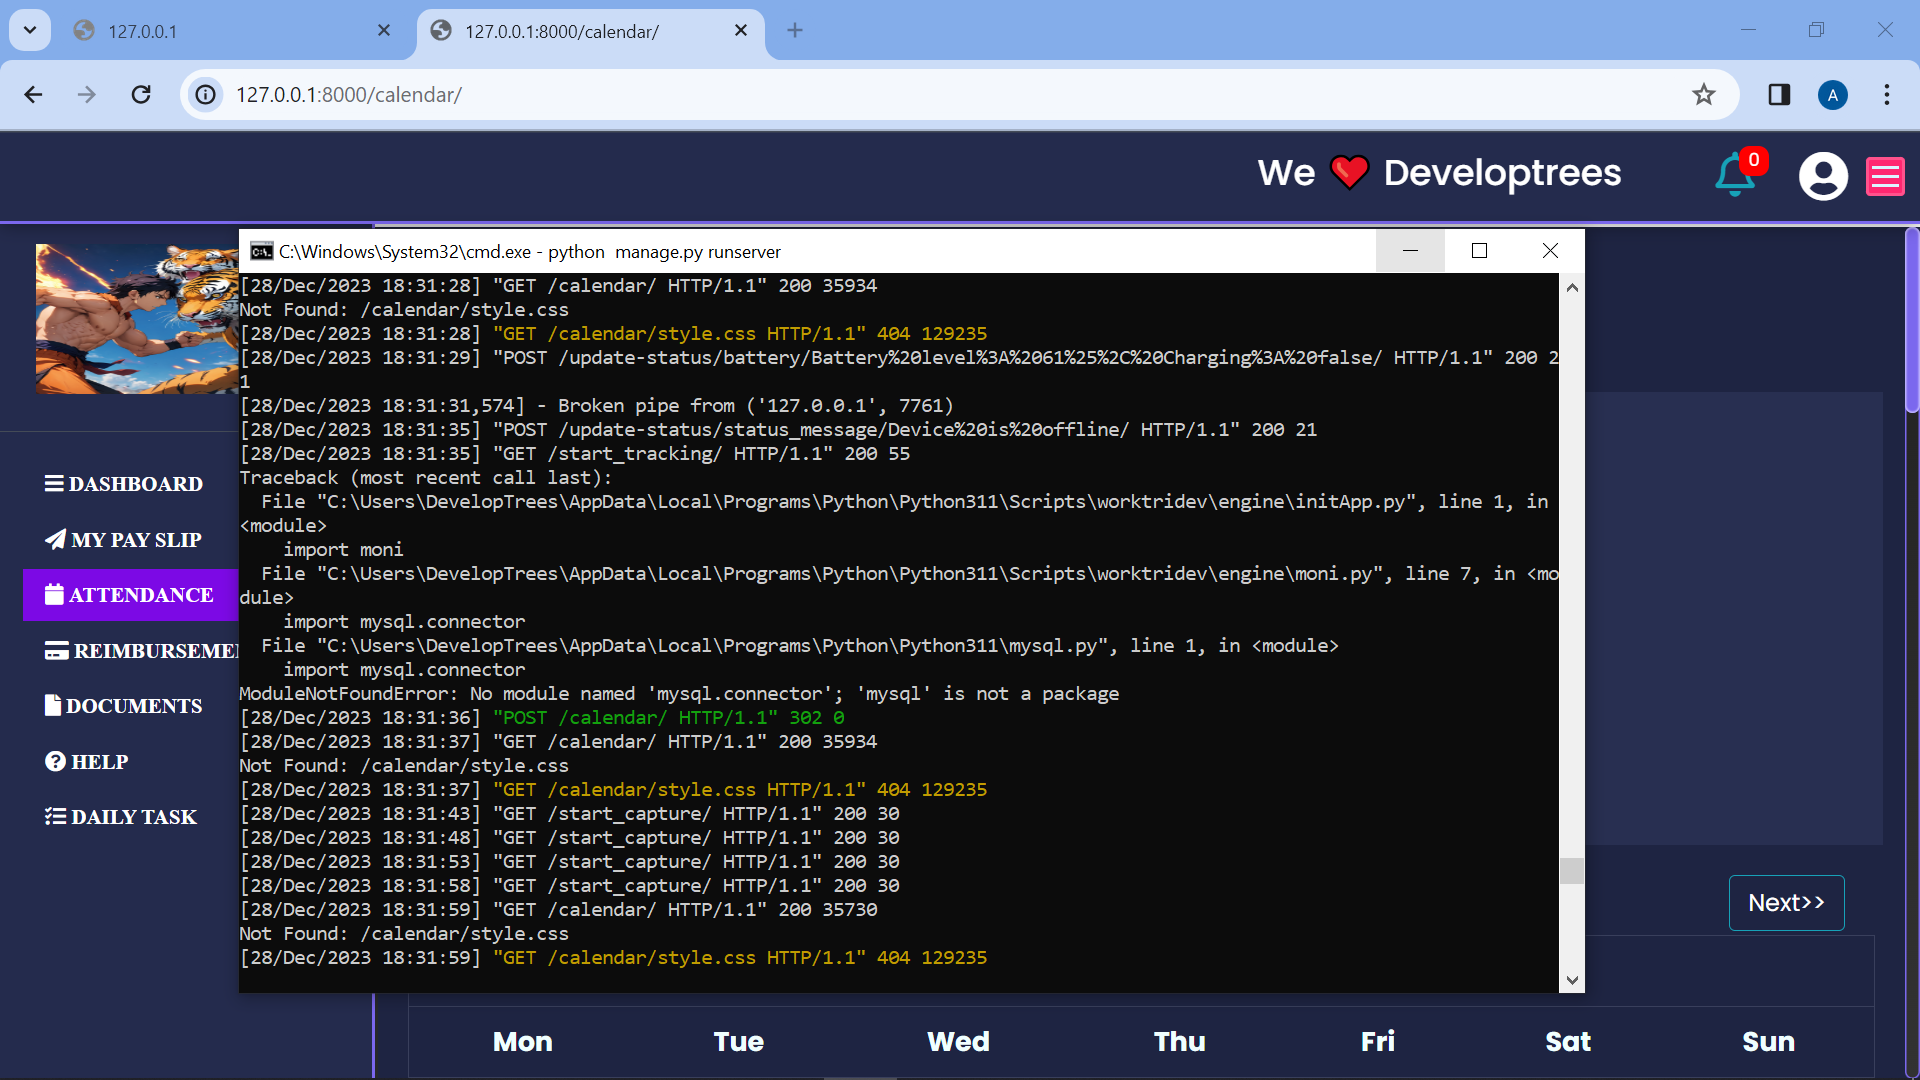 127.0.0.1
127.0.0.1:8000/calendar/
127.0.0.1:8000/calendar/
A
We ❤️ Developtrees
0
C:\Windows\System32\cmd.exe - python  manage.py runserver
[28/Dec/2023 18:31:28] "GET /calendar/ HTTP/1.1" 200 35934
Not Found: /calendar/style.css
[28/Dec/2023 18:31:28] "GET /calendar/style.css HTTP/1.1" 404 129235
[28/Dec/2023 18:31:29] "POST /update-status/battery/Battery%20level%3A%2061%25%2C%20Charging%3A%20false/ HTTP/1.1" 200 2
1
[28/Dec/2023 18:31:31,574] - Broken pipe from ('127.0.0.1', 7761)
[28/Dec/2023 18:31:35] "POST /update-status/status_message/Device%20is%20offline/ HTTP/1.1" 200 21
[28/Dec/2023 18:31:35] "GET /start_tracking/ HTTP/1.1" 200 55
Traceback (most recent call last):
  File "C:\Users\DevelopTrees\AppData\Local\Programs\Python\Python311\Scripts\worktridev\engine\initApp.py", line 1, in
<module>
    import moni
  File "C:\Users\DevelopTrees\AppData\Local\Programs\Python\Python311\Scripts\worktridev\engine\moni.py", line 7, in <mo
dule>
    import mysql.connector
  File "C:\Users\DevelopTrees\AppData\Local\Programs\Python\Python311\mysql.py", line 1, in <module>
    import mysql.connector
ModuleNotFoundError: No module named 'mysql.connector'; 'mysql' is not a package
[28/Dec/2023 18:31:36] "POST /calendar/ HTTP/1.1" 302 0
[28/Dec/2023 18:31:37] "GET /calendar/ HTTP/1.1" 200 35934
Not Found: /calendar/style.css
[28/Dec/2023 18:31:37] "GET /calendar/style.css HTTP/1.1" 404 129235
[28/Dec/2023 18:31:43] "GET /start_capture/ HTTP/1.1" 200 30
[28/Dec/2023 18:31:48] "GET /start_capture/ HTTP/1.1" 200 30
[28/Dec/2023 18:31:53] "GET /start_capture/ HTTP/1.1" 200 30
[28/Dec/2023 18:31:58] "GET /start_capture/ HTTP/1.1" 200 30
[28/Dec/2023 18:31:59] "GET /calendar/ HTTP/1.1" 200 35730
Not Found: /calendar/style.css
[28/Dec/2023 18:31:59] "GET /calendar/style.css HTTP/1.1" 404 129235
DASHBOARD
MY PAY SLIP
ATTENDANCE
REIMBURSEME
DOCUMENTS
HELP
DAILY TASK
Next>>
Mon Tue Wed Thu Fri Sat Sun